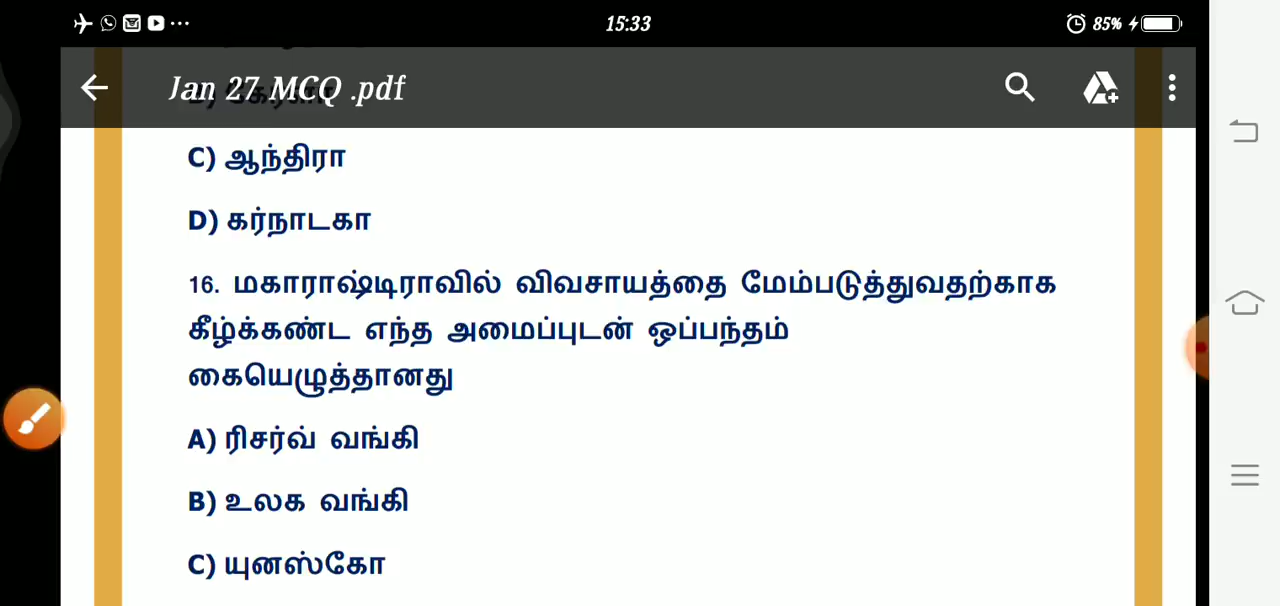 15:33
85%
Jan 27 MCQ .pdf
C) ஆந்திரா
D) கர்நாடகா
16. மகாராஷ்டிராவில் விவசாயத்தை மேம்படுத்துவதற்காக
கீழ்க்கண்ட எந்த அமைப்புடன் ஒப்பந்தம்
கையெழுத்தானது
A) ரிசர்வ் வங்கி
B) உலக வங்கி
C) யுனஸ்கோ